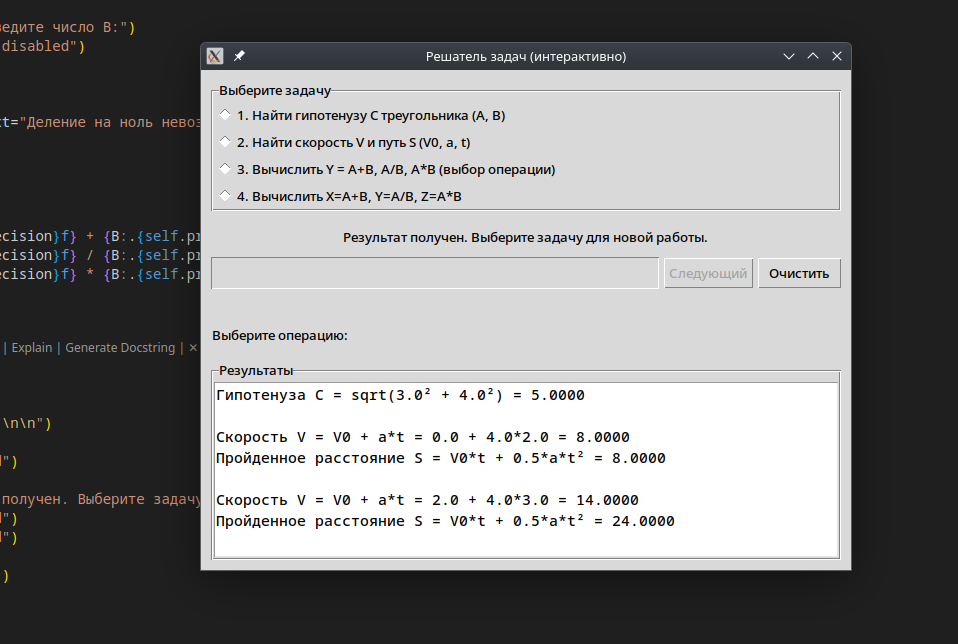 ведите число B:")
disabled")
Решатель задач (интерактивно)
Выберите задачу
t="Деление на ноль невоз
1. Найти гипотенузу C треугольника (A, B)
2. Найти скорость V и путь S (V0, a, t)
3. Вычислить Y = A+B, A/B, A*B (выбор операции)
4. Вычислить X=A+B, Y=A/B, Z=A*B
ecision}f} + {B:.{self.pr
ecision}f} / {B:.{self.pr
ecision}f} * {B:.{self.pr
Результат получен. Выберите задачу для новой работы.
Следующий
Очистить
Выберите операцию:
| Explain | Generate Docstring | ×
Результаты
Гипотенуза C = sqrt(3.0² + 4.0²) = 5.0000
Скорость V = V0 + a*t = 0.0 + 4.0*2.0 = 8.0000
Пройденное расстояние S = V0*t + 0.5*a*t² = 8.0000
Скорость V = V0 + a*t = 2.0 + 4.0*3.0 = 14.0000
Пройденное расстояние S = V0*t + 0.5*a*t² = 24.0000
\n\n")
")
получен. Выберите задачу
")
")
)